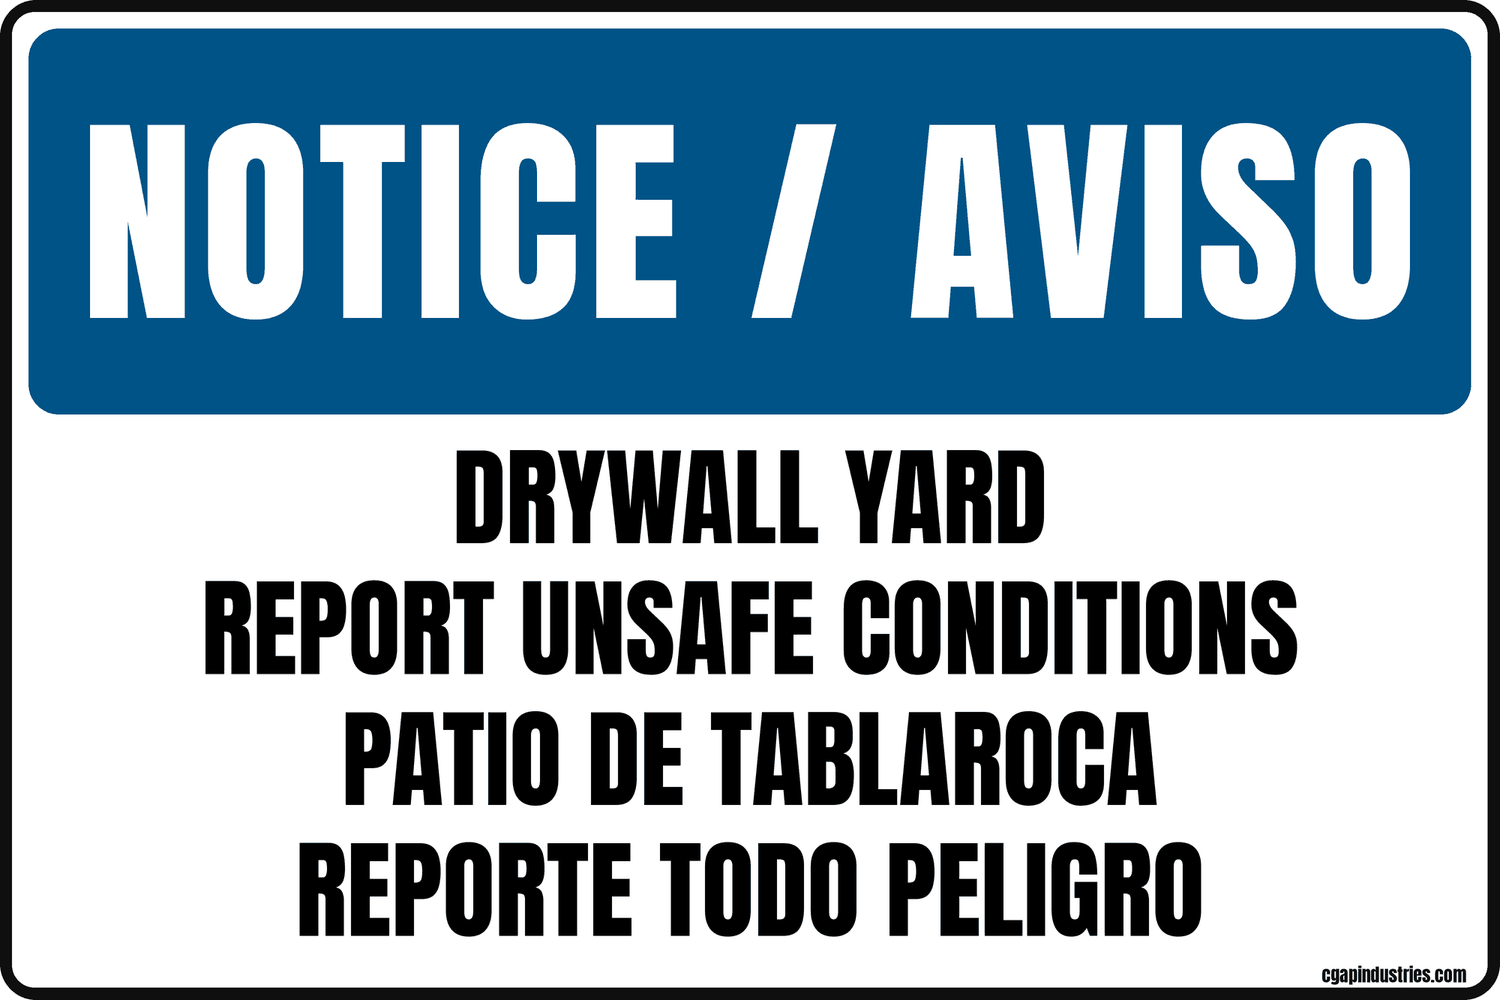 NOTICE / AVISO
DRYWALL YARD
REPORT UNSAFE CONDITIONS
PATIO DE TABLAROCA
REPORTE TODO PELIGRO
cgapindustries.com